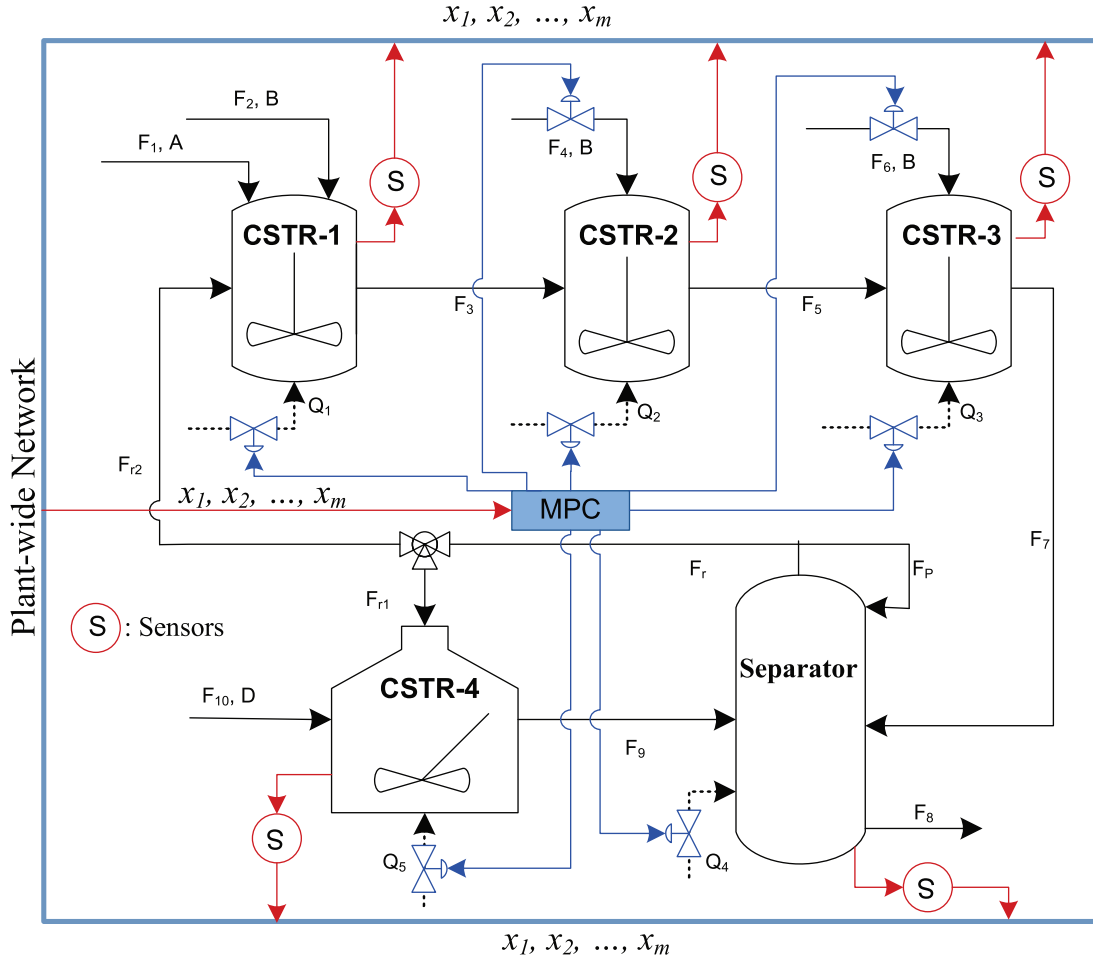 x₁, x₂, ..., xₘ
F₂, B
F₁, A
F₄, B
F₆, B
S
S
S
CSTR-1
CSTR-2
CSTR-3
F₃
F₅
Q₁
Q₂
Q₃
Plant-wide Network
Fᵣ₂
x₁, x₂, ..., xₘ
MPC
F₇
Fᵣ
F_P
Fᵣ₁
S : Sensors
Separator
CSTR-4
F₁₀, D
F₉
F₈
S
Q₅
Q₄
S
x₁, x₂, ..., xₘ